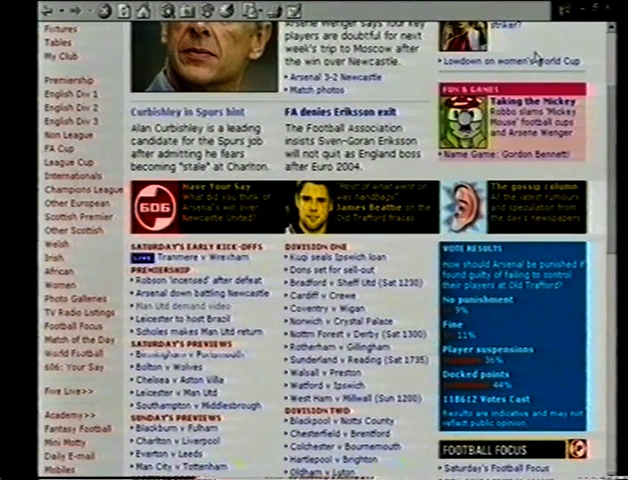 Fixtures
Tables
My Club
Premiership
English Div 1
English Div 2
English Div 3
Non League
FA Cup
League Cup
Internationals
Champions League
Other European
Scottish Premier
Other Scottish
Welsh
Irish
African
Women
Photo Galleries
TV Radio Listings
Football Focus
Match of the Day
World Football
606: Your Say
Five Live>>
Academy>>
Fantasy Football
Mini Motty
Daily E-mail
Mobiles
Arsene Wenger says four key
players are doubtful for next
week's trip to Moscow after
the win over Newcastle.
Arsenal 3-2 Newcastle
Match photos
striker?
Lowdown on women's World Cup
Curbishley in Spurs hint
Alan Curbishley is a leading
candidate for the Spurs job
after admitting he fears
becoming "stale" at Charlton.
FA denies Eriksson exit
The Football Association
insists Sven-Goran Eriksson
will not quit as England boss
after Euro 2004.
FUN & GAMES
Taking the Mickey
Robbo slams 'Mickey
Mouse' football cups
and Arsene Wenger
Name Game: Gordon Bennett!
606
Have Your Say
What did you think of
Arsenal's win over
Newcastle United?
"Most of what went on
was handbags"
James Beattie on the
Old Trafford fracas
The gossip column
All the latest rumours
and speculation from
the day's newspapers
SATURDAY'S EARLY KICK-OFFS
LIVE Tranmere v Wrexham
PREMIERSHIP
Robson 'incensed' after defeat
Arsenal down battling Newcastle
Man Utd demand video
Leicester to host Brazil
Scholes makes Man Utd return
SATURDAY'S PREVIEWS
Birmingham v Portsmouth
Bolton v Wolves
Chelsea v Aston Villa
Leicester v Man Utd
Southampton v Middlesbrough
SUNDAY'S PREVIEWS
Blackburn v Fulham
Charlton v Liverpool
Everton v Leeds
Man City v Tottenham
DIVISION ONE
Kuqi seals Ipswich loan
Dons set for sell-out
Bradford v Sheff Utd (Sat 1230)
Cardiff v Crewe
Coventry v Wigan
Norwich v Crystal Palace
Nottm Forest v Derby (Sat 1300)
Rotherham v Gillingham
Sunderland v Reading (Sat 1735)
Walsall v Preston
Watford v Ipswich
West Ham v Millwall (Sun 1200)
DIVISION TWO
Blackpool v Notts County
Chesterfield v Brentford
Colchester v Bournemouth
Hartlepool v Brighton
Oldham v Luton
VOTE RESULTS
How should Arsenal be punished if
found guilty of failing to control
their players at Old Trafford?
No punishment
9%
Fine
11%
Player suspensions
36%
Docked points
44%
118612 Votes Cast
Results are indicative and may not
reflect public opinion
FOOTBALL FOCUS
Saturday's Football Focus